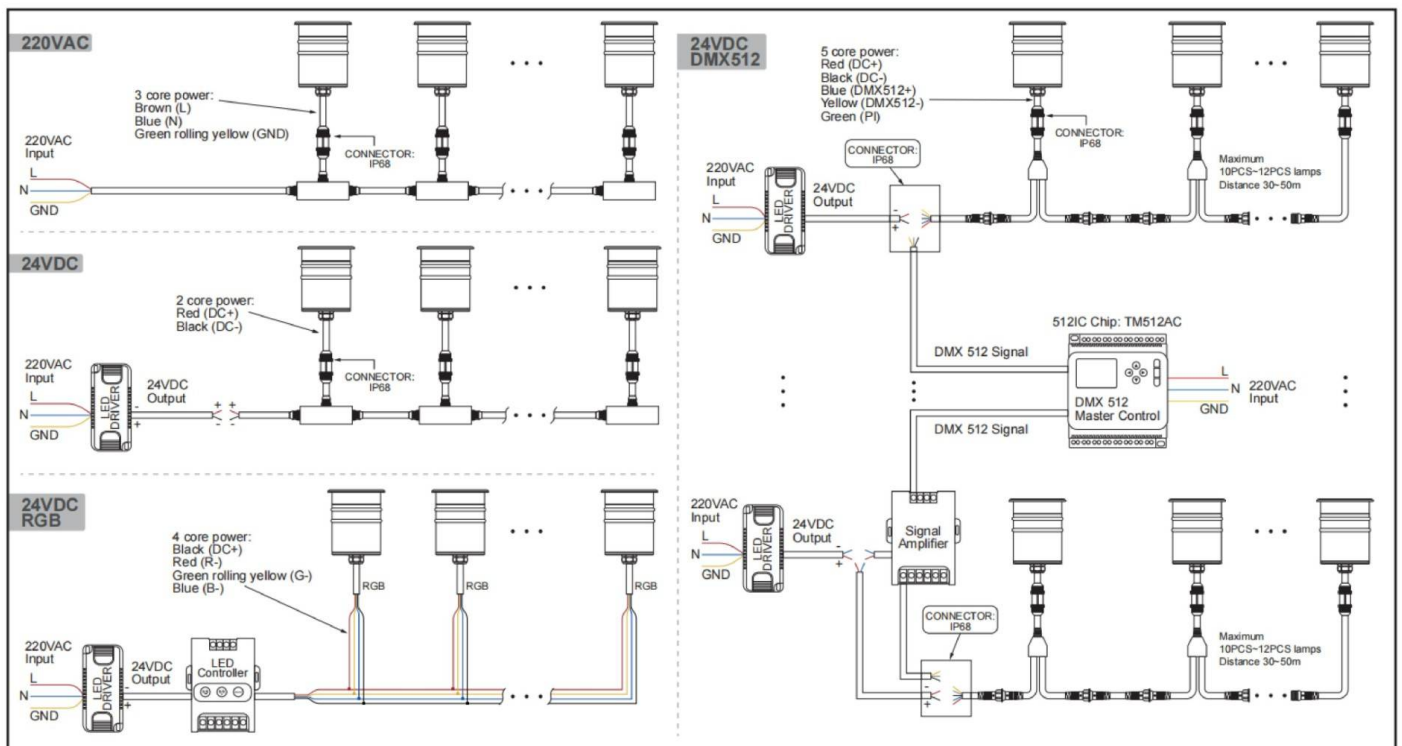 220VAC
3 core power:
Brown (L)
Blue (N)
Green rolling yellow (GND)
220VAC
Input
L
N
GND
CONNECTOR:
IP68
24VDC
2 core power:
Red (DC+)
Black (DC-)
220VAC
Input
L
N
GND
LED
DRIVER
24VDC
Output
-
+
+ +
- -
CONNECTOR:
IP68
24VDC
RGB
4 core power:
Black (DC+)
Red (R-)
Green rolling yellow (G-)
Blue (B-)
RGB
RGB
RGB
220VAC
Input
L
N
GND
LED
DRIVER
24VDC
Output
-
+
LED
Controller
24VDC
DMX512
5 core power:
Red (DC+)
Black (DC-)
Blue (DMX512+)
Yellow (DMX512-)
Green (PI)
CONNECTOR:
IP68
CONNECTOR:
IP68
220VAC
Input
L
N
GND
LED
DRIVER
24VDC
Output
-
+
Maximum
10PCS~12PCS lamps
Distance 30~50m
512IC Chip: TM512AC
DMX 512 Signal
DMX 512
Master Control
L
N
GND
220VAC
Input
DMX 512 Signal
220VAC
Input
L
N
GND
LED
DRIVER
24VDC
Output
-
+
Signal
Amplifier
CONNECTOR:
IP68
-
+
Maximum
10PCS~12PCS lamps
Distance 30~50m